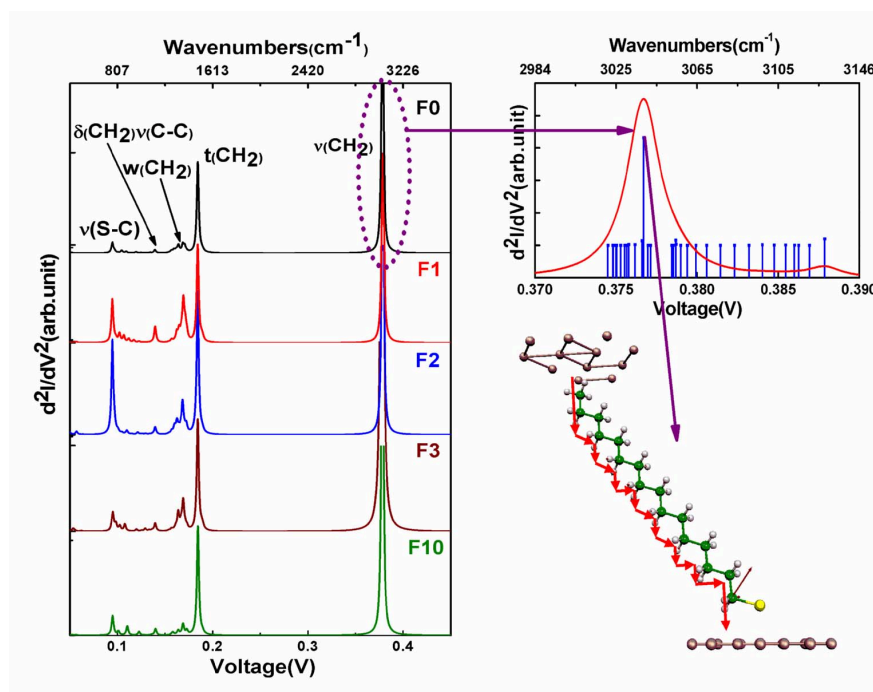 Wavenumbers(cm-1)
807 1613 2420 3226
F0
δ(CH2)ν(C-C)
w(CH2)
t(CH2)
ν(CH2)
ν(S-C)
F1
F2
F3
F10
d2I/dV2(arb.unit)
0.1 0.2 0.3 0.4
Voltage(V)
Wavenumbers(cm-1)
2984 3025 3065 3105 3146
d2I/dV2(arb.unit)
0.370 0.375 0.380 0.385 0.390
Voltage(V)